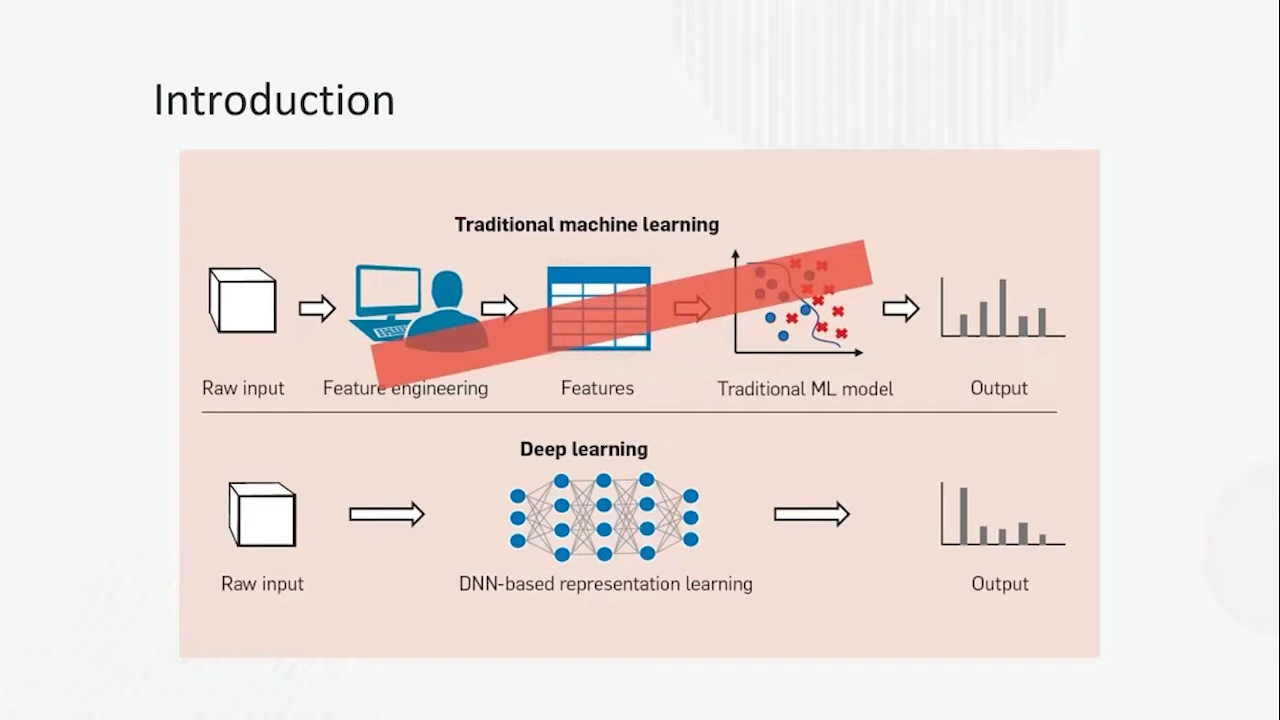 Introduction
Traditional machine learning
Raw input
Feature engineering
Features
Traditional ML model
Output
Deep learning
Raw input
DNN-based representation learning
Output